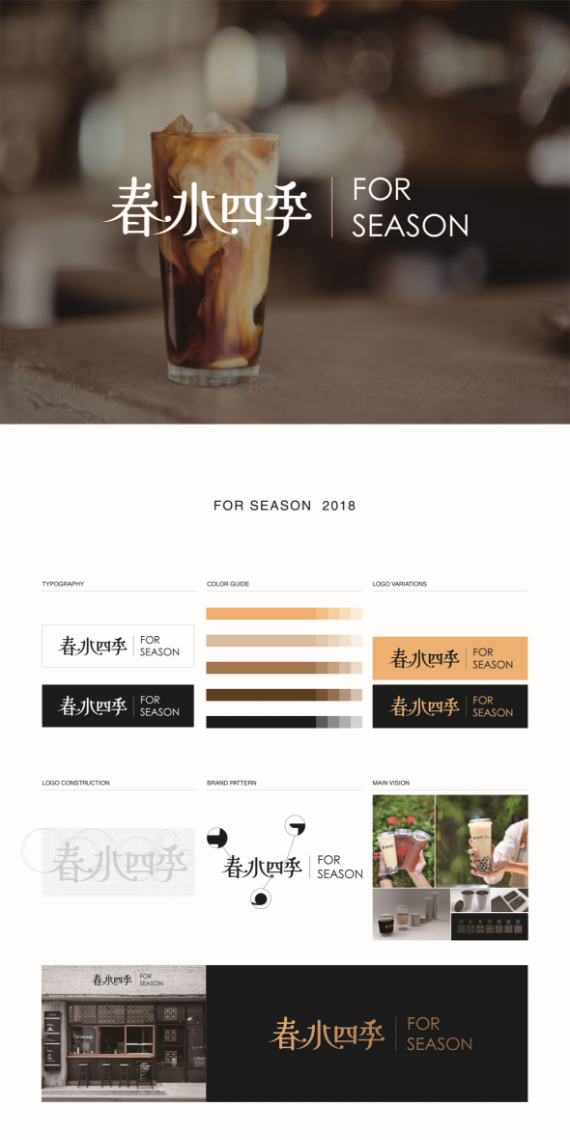 春水四季
FOR
SEASON
FOR SEASON 2018
TYPOGRAPHY
COLOR GUIDE
LOGO VARIATIONS
春水四季
FOR
SEASON
春水四季
FOR
SEASON
春水四季
FOR
SEASON
春水四季
FOR
SEASON
LOGO CONSTRUCTION
BRAND PATTERN
MAIN VISION
春水四季
春水四季
FOR
SEASON
春水四季
FOR
SEASON
春水四季
FOR
SEASON